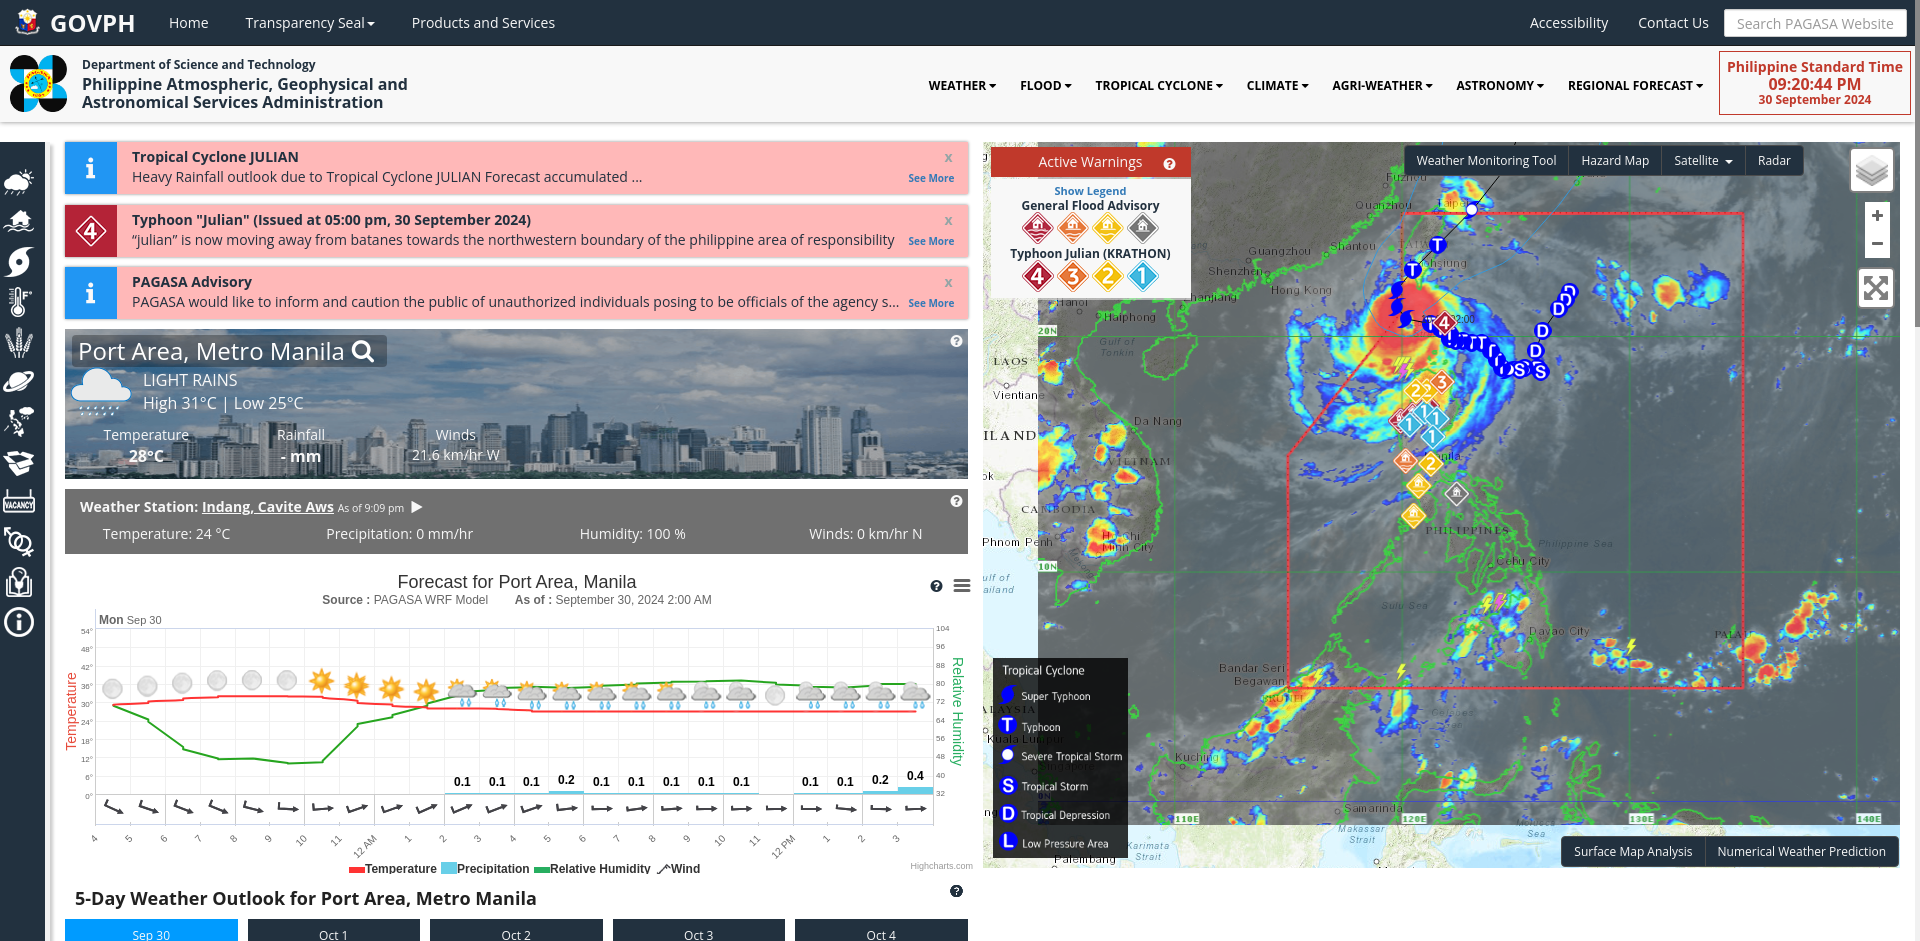 GOVPH
Home
Transparency Seal
Products and Services
Accessibility
Contact Us
Search PAGASA Website
Department of Science and Technology
Philippine Atmospheric, Geophysical and
Astronomical Services Administration
WEATHER
FLOOD
TROPICAL CYCLONE
CLIMATE
AGRI-WEATHER
ASTRONOMY
REGIONAL FORECAST
Philippine Standard Time
09:20:44 PM
30 September 2024
Tropical Cyclone JULIAN
x
Heavy Rainfall outlook due to Tropical Cyclone JULIAN Forecast accumulated ...
See More
4
Typhoon "Julian" (Issued at 05:00 pm, 30 September 2024)
x
“julian” is now moving away from batanes towards the northwestern boundary of the philippine area of responsibility
See More
PAGASA Advisory
x
PAGASA would like to inform and caution the public of unauthorized individuals posing to be officials of the agency s...
See More
Port Area, Metro Manila
LIGHT RAINS
High 31°C | Low 25°C
Temperature
28°C
Rainfall
- mm
Winds
21.6 km/hr W
VACANCY
Weather Station: Indang, Cavite Aws As of 9:09 pm
Temperature: 24 °C
Precipitation: 0 mm/hr
Humidity: 100 %
Winds: 0 km/hr N
Forecast for Port Area, Manila
Source : PAGASA WRF Model As of : September 30, 2024 2:00 AM
Mon Sep 30
54°
48°
42°
36°
30°
24°
18°
12°
6°
0°
Temperature
104
96
88
80
72
64
56
48
40
32
Relative Humidity
0.1 0.1 0.1 0.2 0.1 0.1 0.1 0.1 0.1 0.1 0.1 0.2 0.4
4 5 6 7 8 9 10 11 12 AM 1 2 3 4 5 6 7 8 9 10 11 12 PM 1 2 3
Temperature Precipitation Relative Humidity Wind
Highcharts.com
5-Day Weather Outlook for Port Area, Metro Manila
Sep 30
Oct 1
Oct 2
Oct 3
Oct 4
Active Warnings
Show Legend
General Flood Advisory
Typhoon Julian (KRATHON)
4 3 2 1
Weather Monitoring Tool
Hazard Map
Satellite
Radar
+
−
Fuzhou
Quanzhou
Taipei
Guangzhou
Shantou
Shenzhen
Hong Kong
Zhanjiang
Hanoi
Haiphong
20N
Gulf of
Tonkin
LAOS
Vientiane
Da Nang
VIETNAM
CAMBODIA
Phnom Penh
Ho Chi
Minh City
10N
PHILIPPINES
Philippine Sea
Cebu City
Sulu Sea
Davao City
PALAU
Bandar Seri
Begawan
BRUNEI
Kuala Lumpur
Kuching
Samarinda
110E
120E
130E
140E
Makassar
Strait
Karimata
Strait
Palembang
Tropical Cyclone
Super Typhoon
T Typhoon
Severe Tropical Storm
S Tropical Storm
D Tropical Depression
L Low Pressure Area
Surface Map Analysis
Numerical Weather Prediction